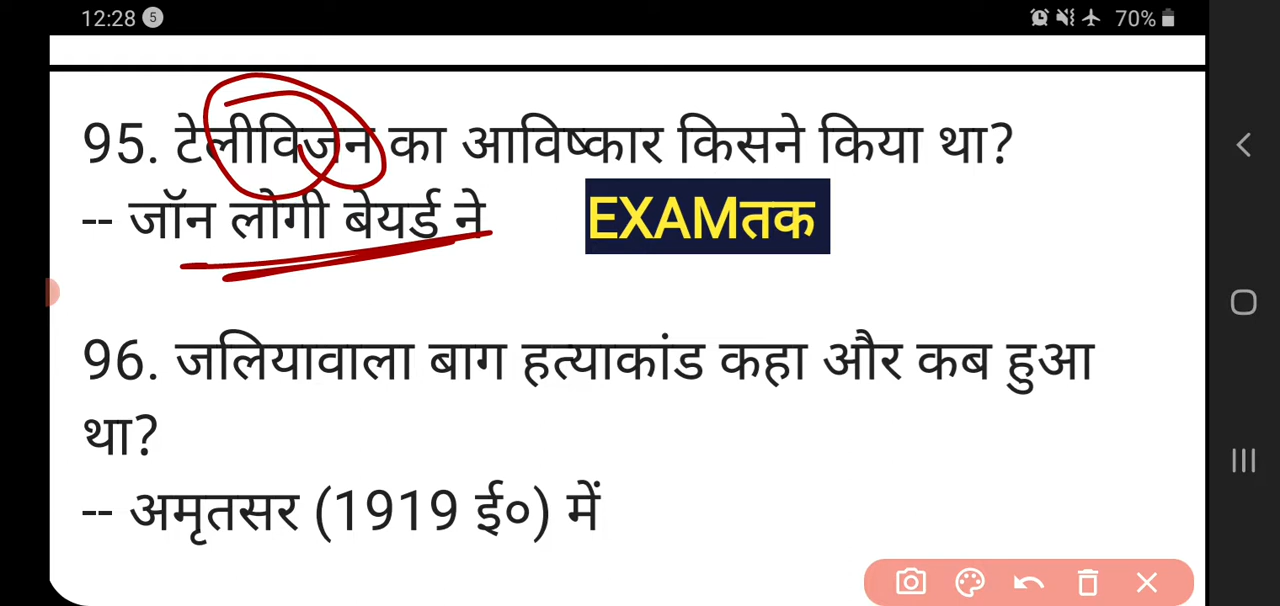 12:28 5 70%
95. टेलीविजन का आविष्कार किसने किया था?
-- जॉन लोगी बेयर्ड ने EXAMतक
96. जलियावाला बाग हत्याकांड कहा और कब हुआ
था?
-- अमृतसर (1919 ई०) में